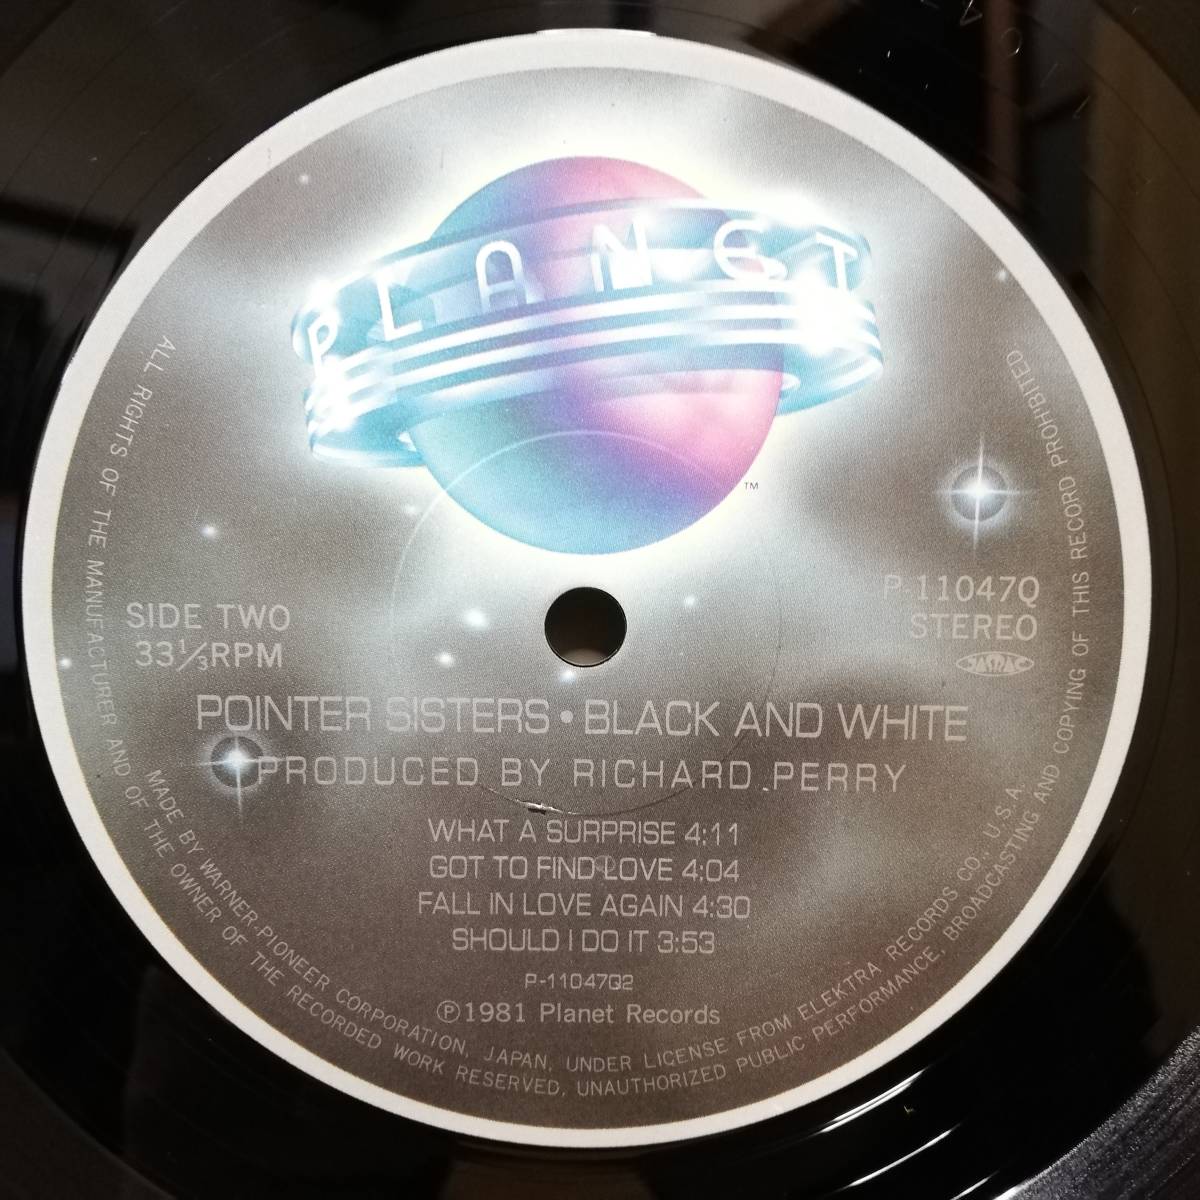 PLANET
TM
SIDE TWO
33⅓RPM
P-11047Q
STEREO
JASRAC
POINTER SISTERS • BLACK AND WHITE
PRODUCED BY RICHARD PERRY
WHAT A SURPRISE 4:11
GOT TO FIND LOVE 4:04
FALL IN LOVE AGAIN 4:30
SHOULD I DO IT 3:53
P-11047Q2
Ⓟ1981 Planet Records
MADE BY WARNER-PIONEER CORPORATION, JAPAN, UNDER LICENSE FROM ELEKTRA RECORDS CO., U.S.A.
ALL RIGHTS OF THE MANUFACTURER AND OF THE OWNER OF THE RECORDED WORK RESERVED, UNAUTHORIZED PUBLIC PERFORMANCE, BROADCASTING AND COPYING OF THIS RECORD PROHIBITED